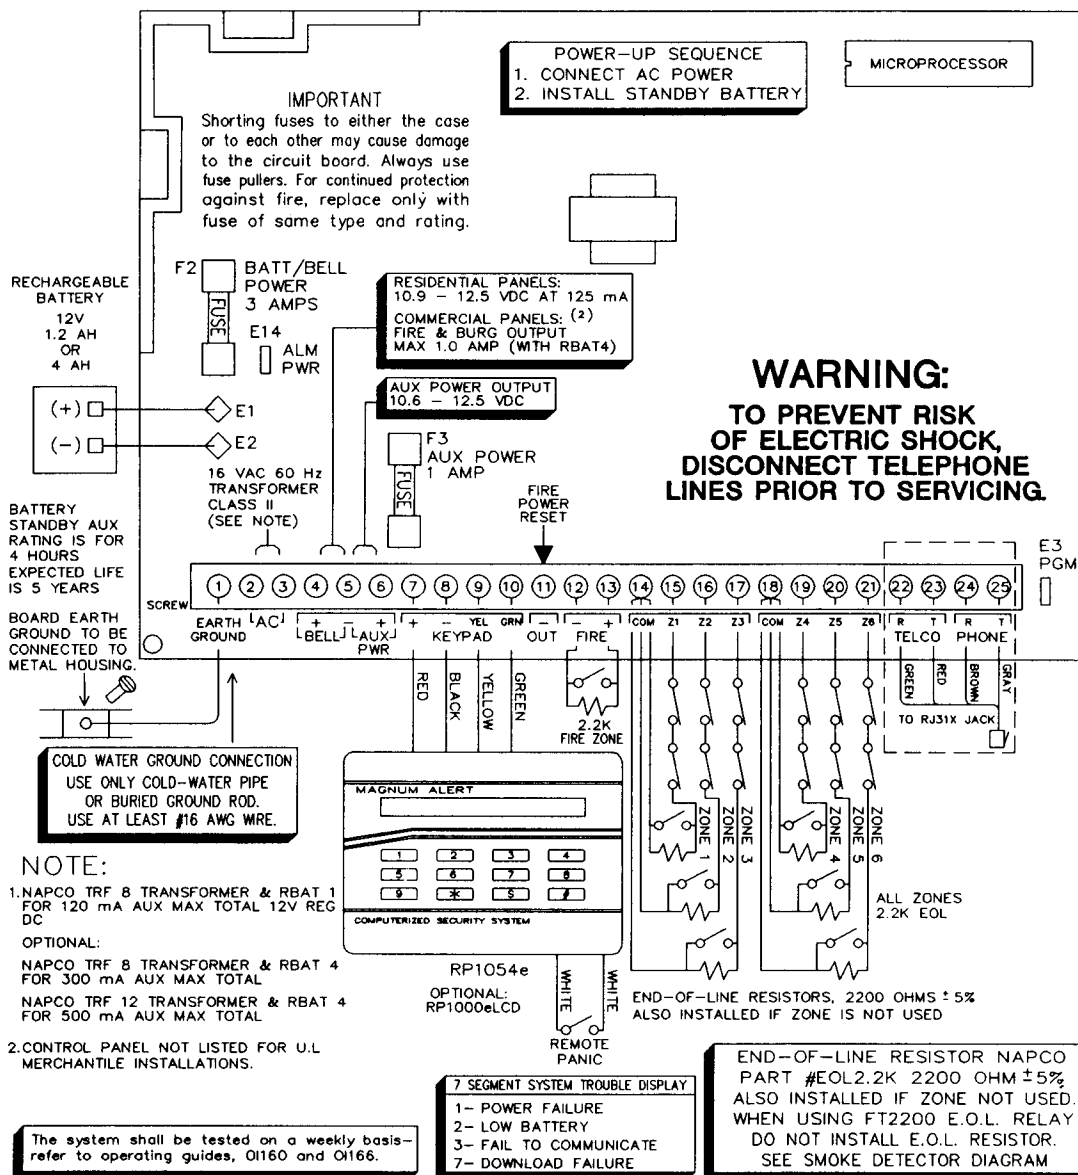 POWER-UP SEQUENCE
1. CONNECT AC POWER
2. INSTALL STANDBY BATTERY
MICROPROCESSOR
IMPORTANT
Shorting fuses to either the case
or to each other may cause damage
to the circuit board. Always use
fuse pullers. For continued protection
against fire, replace only with
fuse of same type and rating.
F2
BATT/BELL
POWER
3 AMPS
FUSE
E14
ALM
PWR
RECHARGEABLE
BATTERY
12V
1.2 AH
OR
4 AH
(+)
(-)
E1
E2
RESIDENTIAL PANELS:
10.9 - 12.5 VDC AT 125 mA
COMMERCIAL PANELS: (2)
FIRE & BURG OUTPUT
MAX 1.0 AMP (WITH RBAT4)
AUX POWER OUTPUT
10.6 - 12.5 VDC
F3
AUX POWER
1 AMP
FUSE
WARNING:
TO PREVENT RISK
OF ELECTRIC SHOCK,
DISCONNECT TELEPHONE
LINES PRIOR TO SERVICING.
16 VAC 60 Hz
TRANSFORMER
CLASS II
(SEE NOTE)
FIRE
POWER
RESET
BATTERY
STANDBY AUX
RATING IS FOR
4 HOURS
EXPECTED LIFE
IS 5 YEARS
E3
PGM
1 2 3 4 5 6 7 8 9 10 11 12 13 14 15 16 17 18 19 20 21 22 23 24 25
SCREW
EARTH
GROUND
AC
+ - +
BELL
AUX
PWR
+ - YEL GRN
KEYPAD
-
OUT
- +
FIRE
COM Z1 Z2 Z3
COM Z4 Z5 Z6
R T
TELCO
R T
PHONE
BOARD EARTH
GROUND TO BE
CONNECTED TO
METAL HOUSING.
RED
BLACK
YELLOW
GREEN
2.2K
FIRE ZONE
GREEN
RED
BROWN
GRAY
TO RJ31X JACK
COLD WATER GROUND CONNECTION
USE ONLY COLD-WATER PIPE
OR BURIED GROUND ROD.
USE AT LEAST #16 AWG WIRE.
MAGNUM ALERT
1 2 3 4
5 6 7 8
9 * S #
COMPUTERIZED SECURITY SYSTEM
ZONE 1
ZONE 2
ZONE 3
ZONE 4
ZONE 5
ZONE 6
ALL ZONES
2.2K EOL
NOTE:
1. NAPCO TRF 8 TRANSFORMER & RBAT 1
FOR 120 mA AUX MAX TOTAL 12V REG
DC
OPTIONAL:
NAPCO TRF 8 TRANSFORMER & RBAT 4
FOR 300 mA AUX MAX TOTAL
NAPCO TRF 12 TRANSFORMER & RBAT 4
FOR 500 mA AUX MAX TOTAL
2. CONTROL PANEL NOT LISTED FOR U.L
MERCHANTILE INSTALLATIONS.
RP1054e
OPTIONAL:
RP1000eLCD
WHITE
WHITE
REMOTE
PANIC
END-OF-LINE RESISTORS, 2200 OHMS ±5%
ALSO INSTALLED IF ZONE IS NOT USED
The system shall be tested on a weekly basis-
refer to operating guides, OI160 and OI166.
7 SEGMENT SYSTEM TROUBLE DISPLAY
1- POWER FAILURE
2- LOW BATTERY
3- FAIL TO COMMUNICATE
7- DOWNLOAD FAILURE
END-OF-LINE RESISTOR NAPCO
PART #EOL2.2K 2200 OHM ±5%
ALSO INSTALLED IF ZONE NOT USED.
WHEN USING FT2200 E.O.L. RELAY
DO NOT INSTALL E.O.L. RESISTOR.
SEE SMOKE DETECTOR DIAGRAM